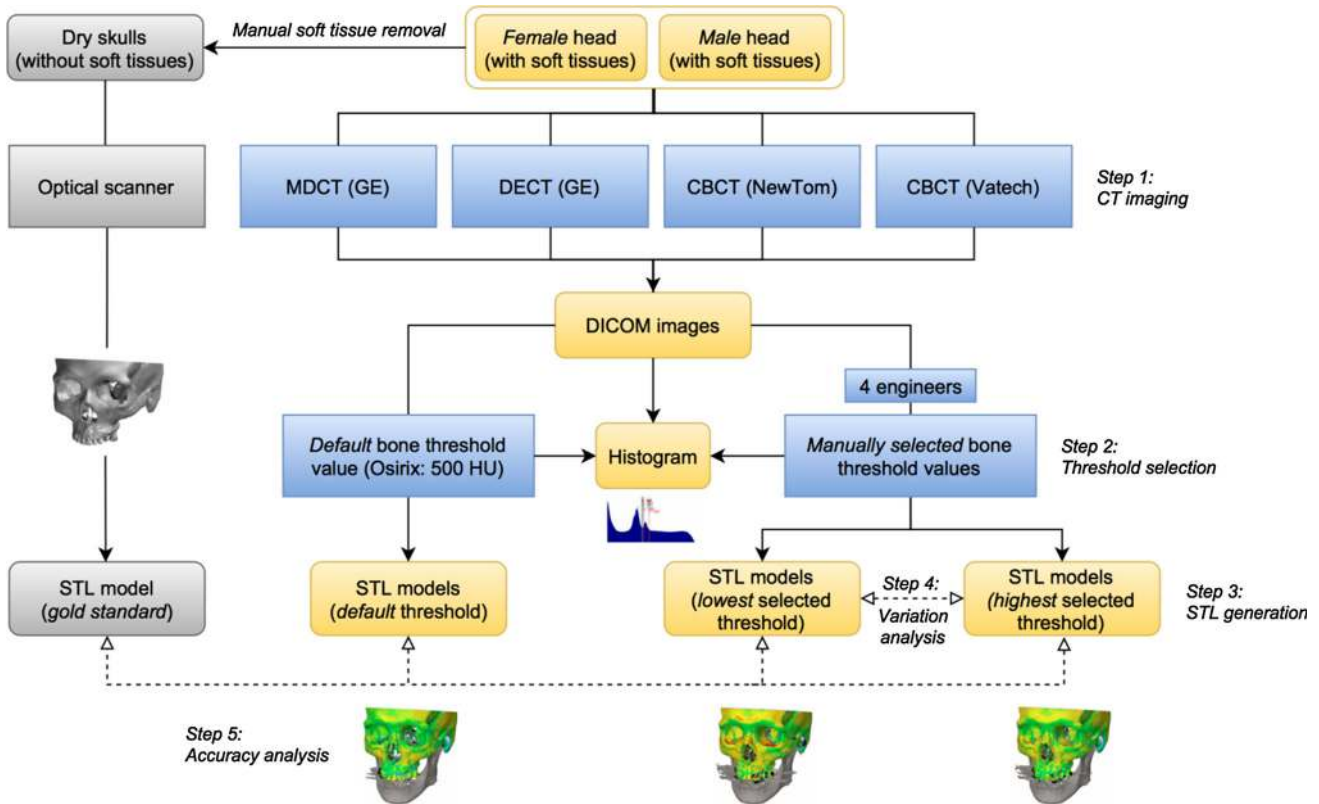 Dry skulls
(without soft tissues)
Manual soft tissue removal
Female head
(with soft tissues)
Male head
(with soft tissues)
Optical scanner
MDCT (GE)
DECT (GE)
CBCT (NewTom)
CBCT (Vatech)
Step 1:
CT imaging
DICOM images
4 engineers
Default bone threshold
value (Osirix: 500 HU)
Histogram
Manually selected bone
threshold values
Step 2:
Threshold selection
STL model
(gold standard)
STL models
(default threshold)
STL models
(lowest selected
threshold)
Step 4:
Variation
analysis
STL models
(highest selected
threshold)
Step 3:
STL generation
Step 5:
Accuracy analysis